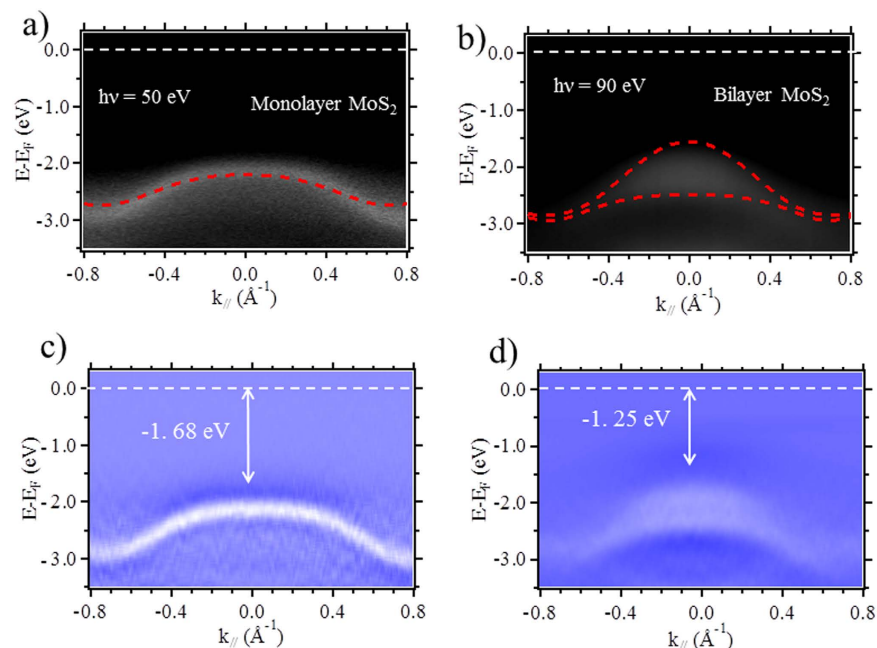 a)
0.0
-1.0
-2.0
-3.0
E-E_F (eV)
hν = 50 eV
Monolayer MoS₂
-0.8 -0.4 0.0 0.4 0.8
k_// (Å⁻¹)
b)
0.0
-1.0
-2.0
-3.0
E-E_F (eV)
hν = 90 eV
Bilayer MoS₂
-0.8 -0.4 0.0 0.4 0.8
k_// (Å⁻¹)
c)
0.0
-1.0
-2.0
-3.0
E-E_F (eV)
-1. 68 eV
-0.8 -0.4 0.0 0.4 0.8
k_// (Å⁻¹)
d)
0.0
-1.0
-2.0
-3.0
E-E_F (eV)
-1. 25 eV
-0.8 -0.4 0.0 0.4 0.8
k_// (Å⁻¹)